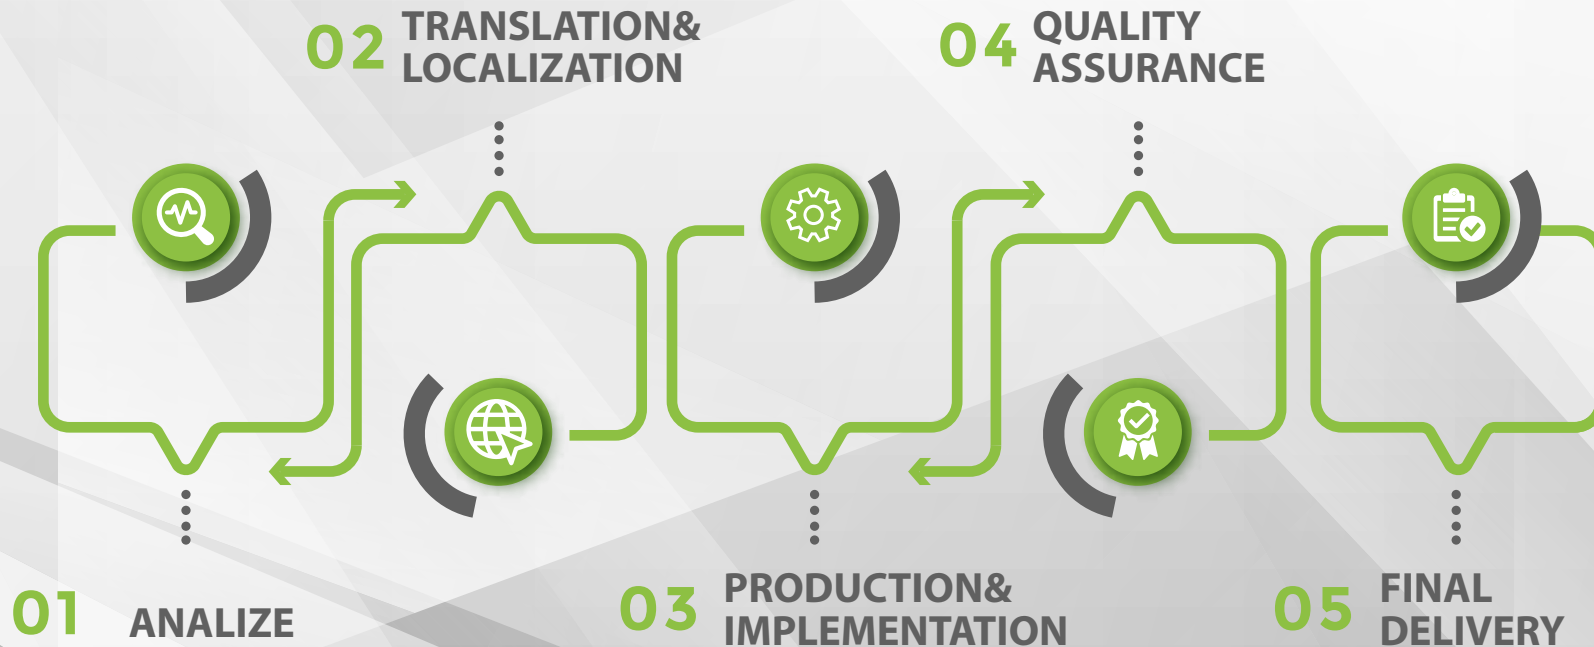 01 ANALIZE
02 TRANSLATION&
LOCALIZATION
03 PRODUCTION&
IMPLEMENTATION
04 QUALITY
ASSURANCE
05 FINAL
DELIVERY